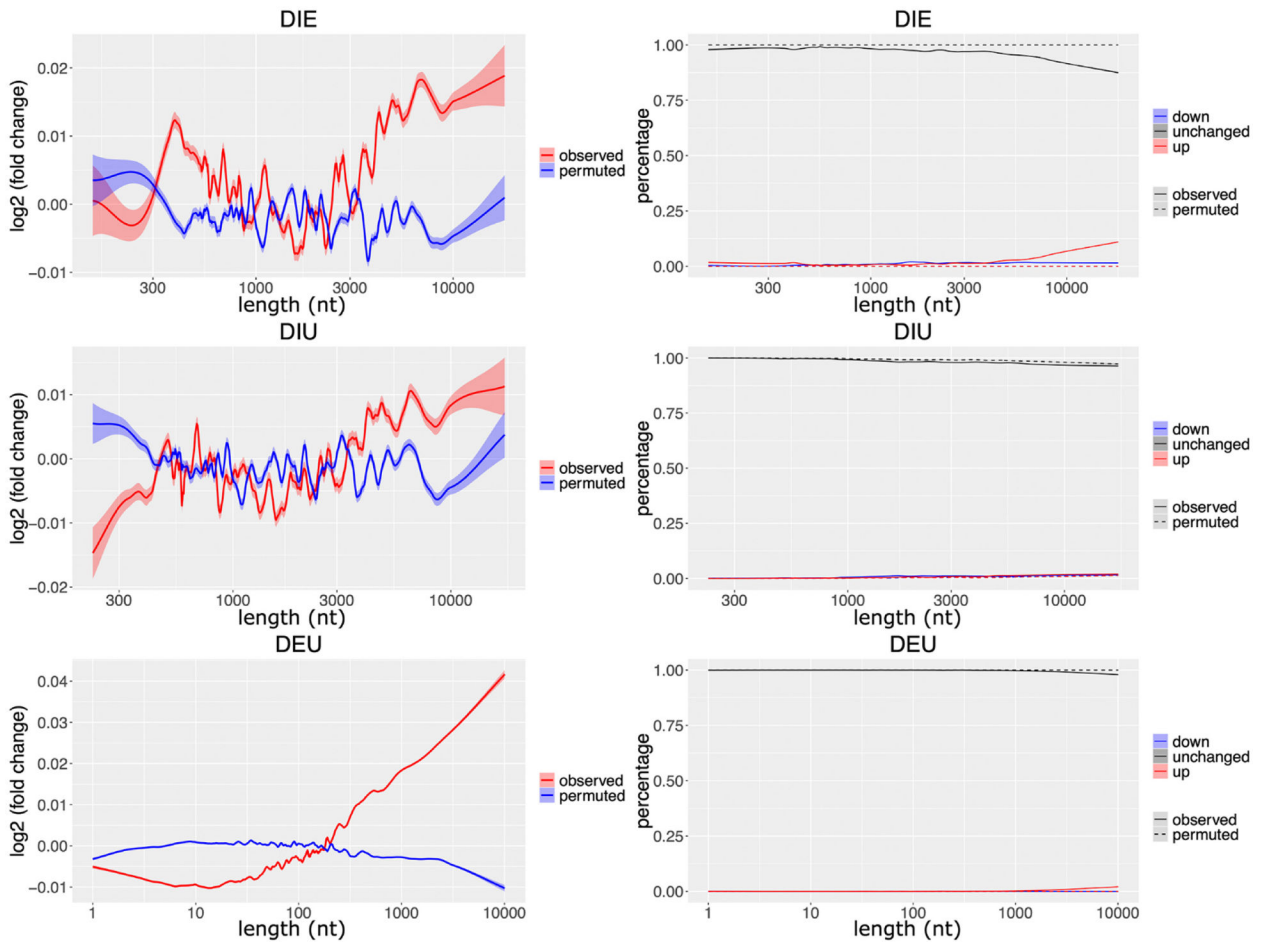 DIE
log2 (fold change)
0.02
0.01
0.00
−0.01
300
1000
3000
10000
length (nt)
observed
permuted
DIE
percentage
1.00
0.75
0.50
0.25
0.00
300
1000
3000
10000
length (nt)
down
unchanged
up
observed
permuted
DIU
log2 (fold change)
0.01
0.00
−0.01
−0.02
300
1000
3000
10000
length (nt)
observed
permuted
DIU
percentage
1.00
0.75
0.50
0.25
0.00
300
1000
3000
10000
length (nt)
down
unchanged
up
observed
permuted
DEU
log2 (fold change)
0.04
0.03
0.02
0.01
0.00
−0.01
1
10
100
1000
10000
length (nt)
observed
permuted
DEU
percentage
1.00
0.75
0.50
0.25
0.00
1
10
100
1000
10000
length (nt)
down
unchanged
up
observed
permuted